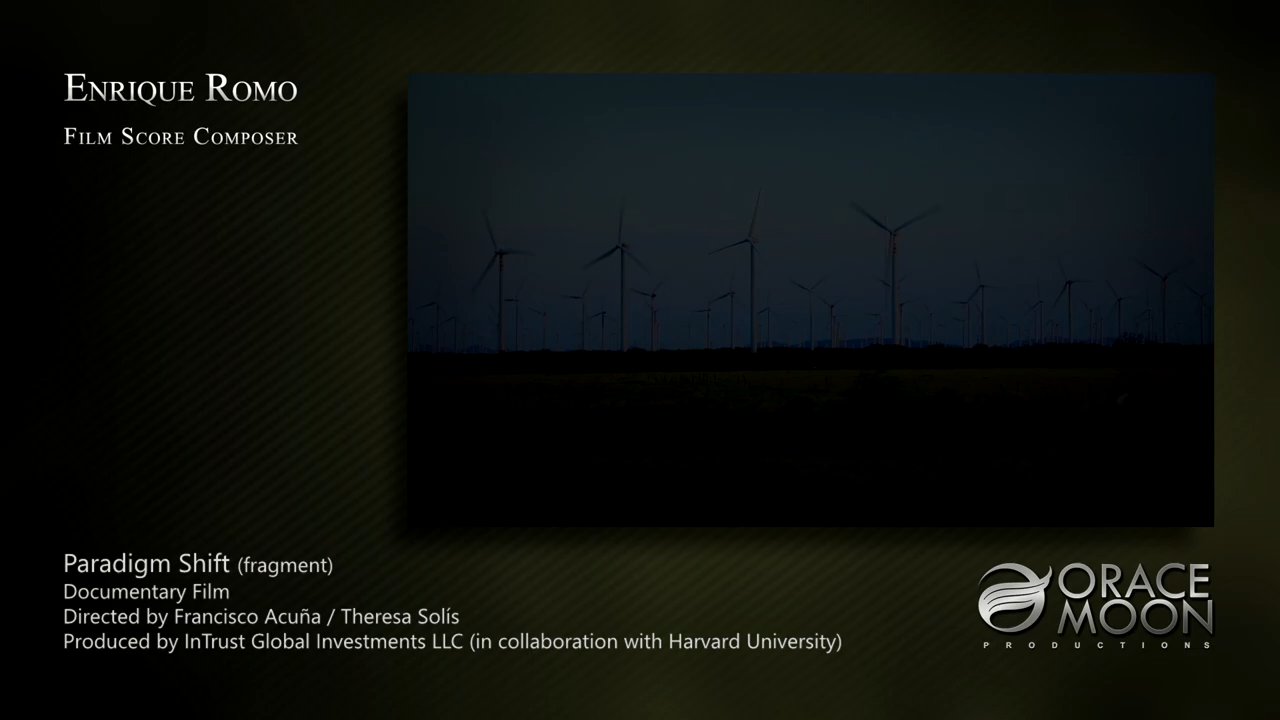 Enrique Romo
Film Score Composer
Paradigm Shift (fragment)
Documentary Film
Directed by Francisco Acuña / Theresa Solís
Produced by InTrust Global Investments LLC (in collaboration with Harvard University)
ORACE
MOON
PRODUCTIONS